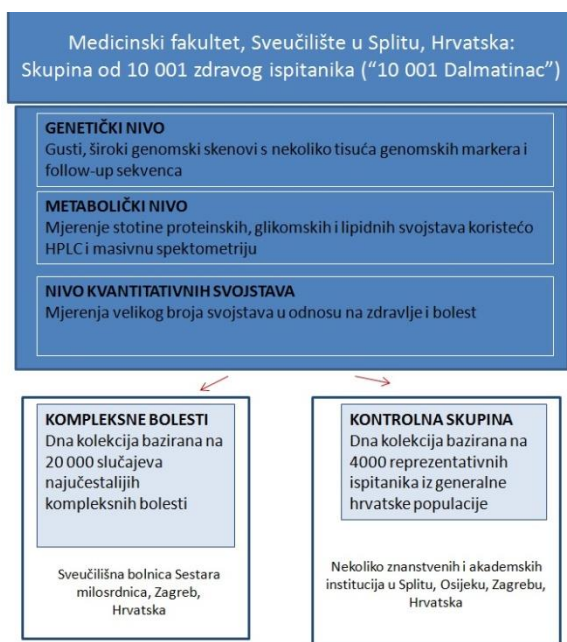 Medicinski fakultet, Sveučilište u Splitu, Hrvatska:
Skupina od 10 001 zdravog ispitanika (“10 001 Dalmatinac”)
GENETIČKI NIVO
Gusti, široki genomski skenovi s nekoliko tisuća genomskih markera i
follow-up sekvenca
METABOLIČKI NIVO
Mjerenje stotine proteinskih, glikomskih i lipidnih svojstava koristećo
HPLC i masivnu spektometriju
NIVO KVANTITATIVNIH SVOJSTAVA
Mjerenja velikog broja svojstava u odnosu na zdravlje i bolest
KOMPLEKSNE BOLESTI
Dna kolekcija bazirana na
20 000 slučajeva
najučestalijih
kompleksnih bolesti
Sveučilišna bolnica Sestara
milosrdnica, Zagreb,
Hrvatska
KONTROLNA SKUPINA
Dna kolekcija bazirana na
4000 reprezentativnih
ispitanika iz generalne
hrvatske populacije
Nekoliko znanstvenih i akademskih
institucija u Splitu, Osijeku, Zagrebu,
Hrvatska